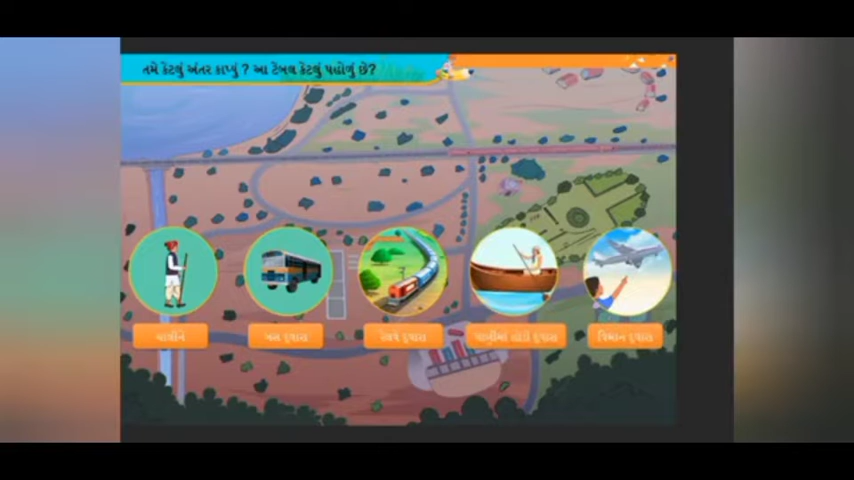 તમે કેટલું અંતર કાપ્યું ? આ ટેબલ કેટલું પહોળું છે?
ચાલીને
બસ દ્વારા
રેલવે દ્વારા
પાણીમાં હોડી દ્વારા
વિમાન દ્વારા